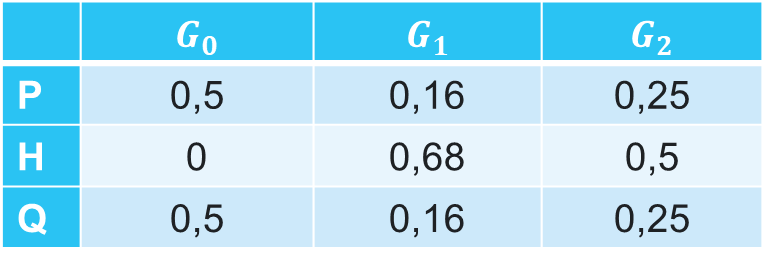 G₀ G₁ G₂
P 0,5 0,16 0,25
H 0 0,68 0,5
Q 0,5 0,16 0,25